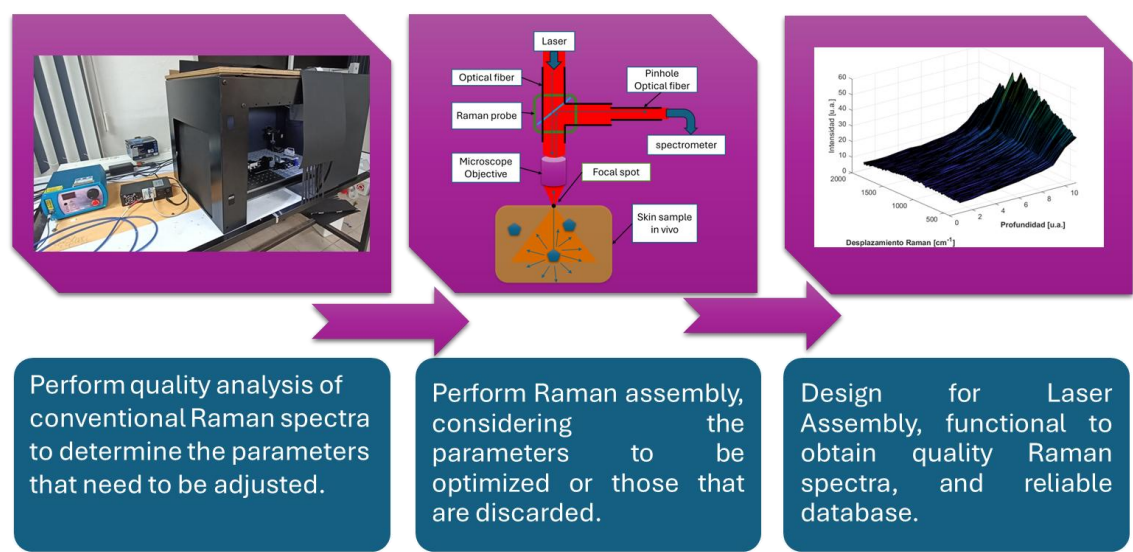 Laser
Optical fiber
Pinhole
Optical fiber
Raman probe
spectrometer
Microscope
Objective
Focal spot
Skin sample
in vivo
60
50
40
30
20
10
0
Intensidad [u.a.]
2000
1500
1000
500
Desplazamiento Raman [cm⁻¹]
0
2
4
6
8
10
Profundidad [u.a.]
Perform quality analysis of
conventional Raman spectra
to determine the parameters
that need to be adjusted.
Perform Raman assembly,
considering the
parameters to be
optimized or those that
are discarded.
Design for Laser
Assembly, functional to
obtain quality Raman
spectra, and reliable
database.